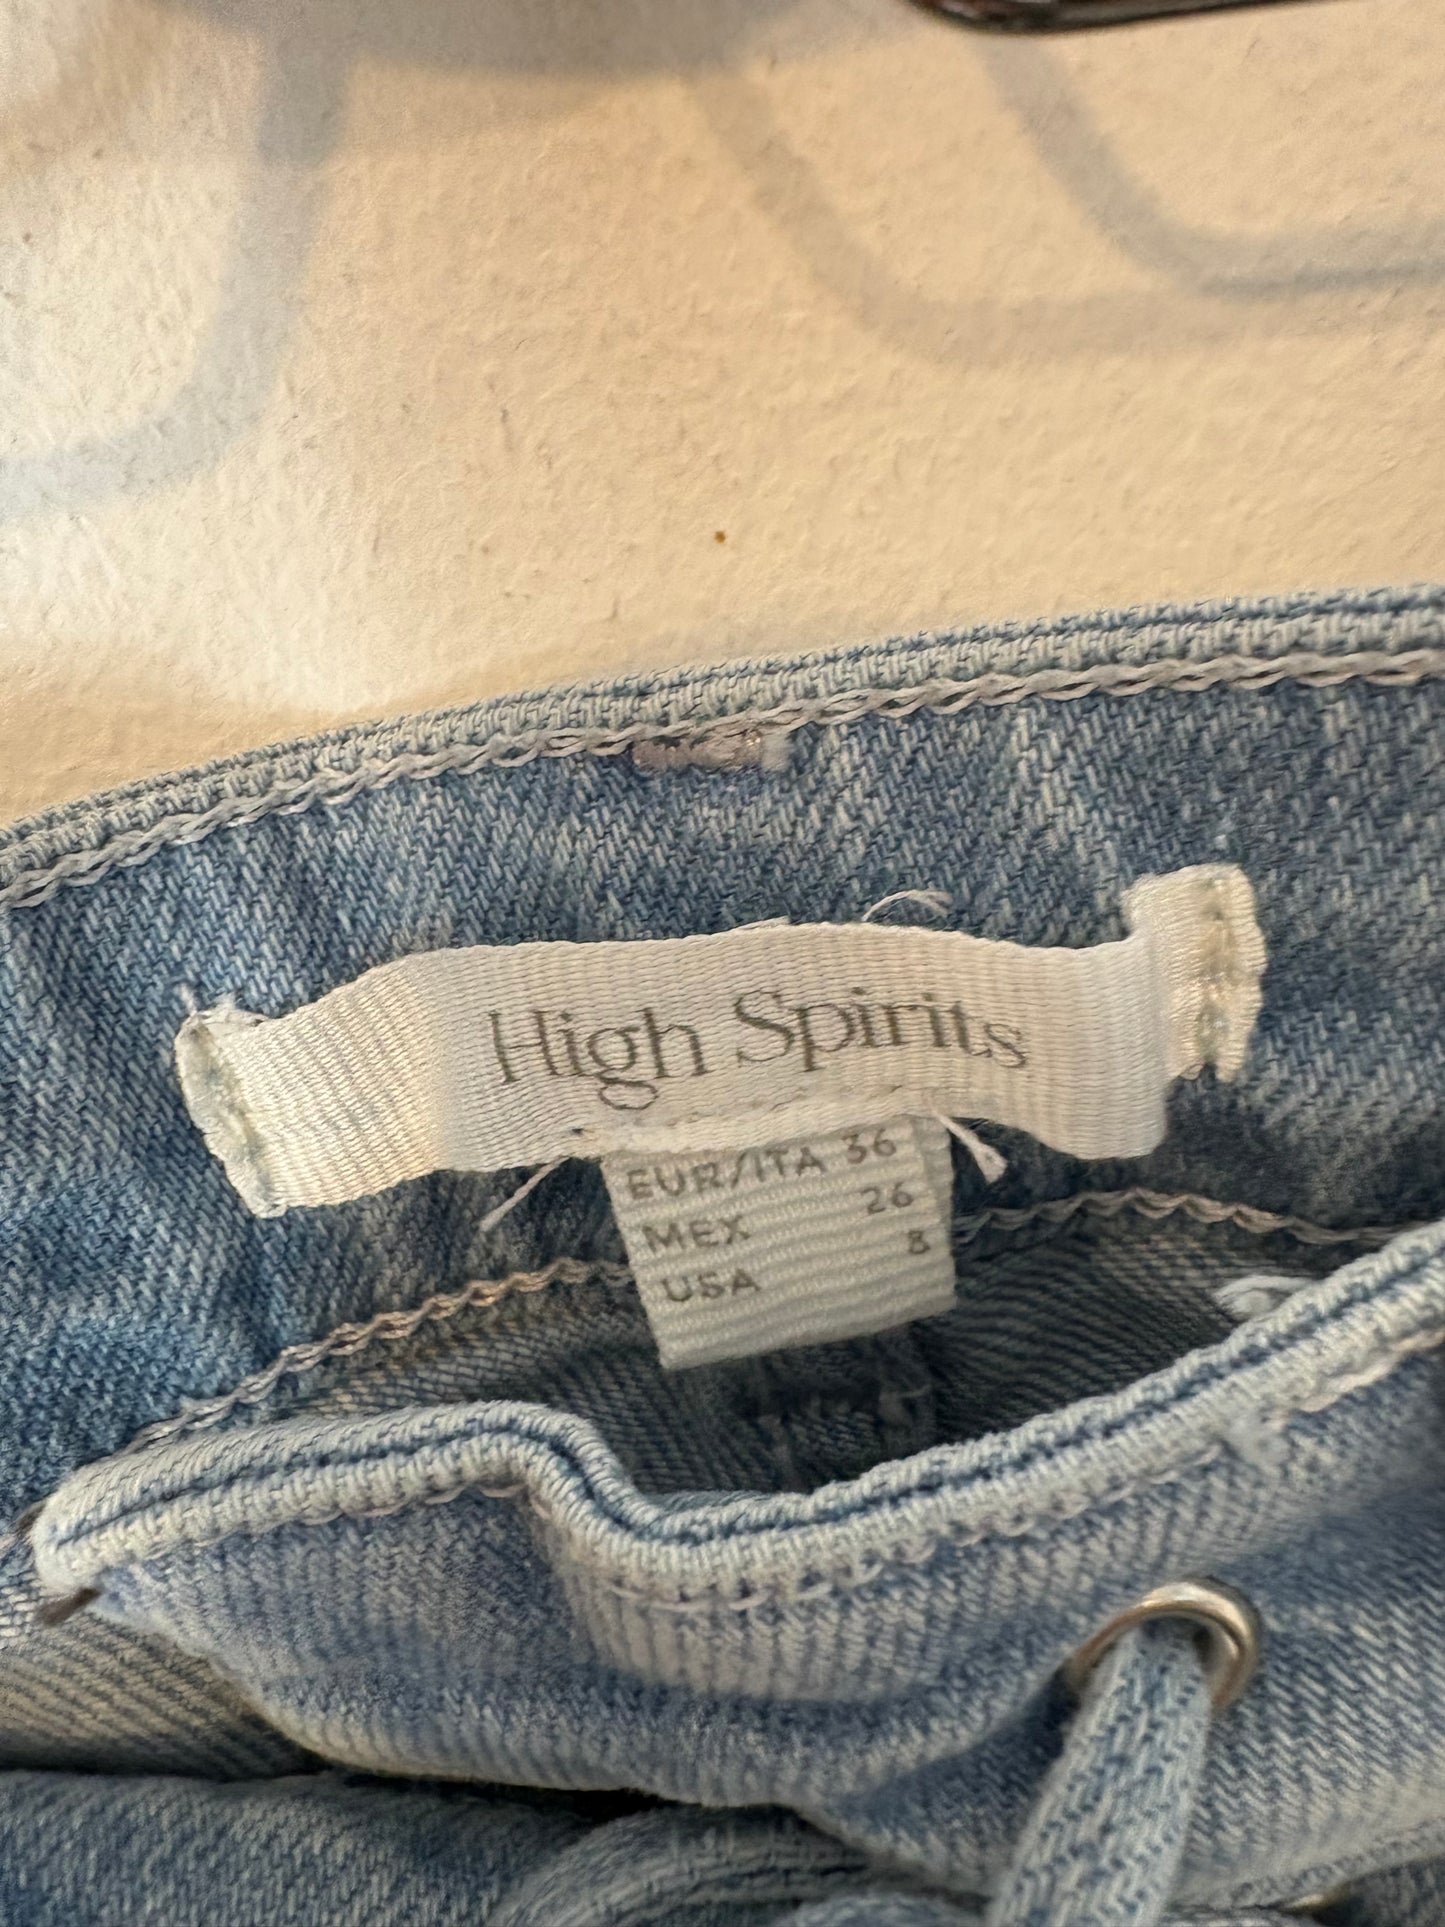 High Spirits
EUR/ITA 36
MEX 26
USA 8